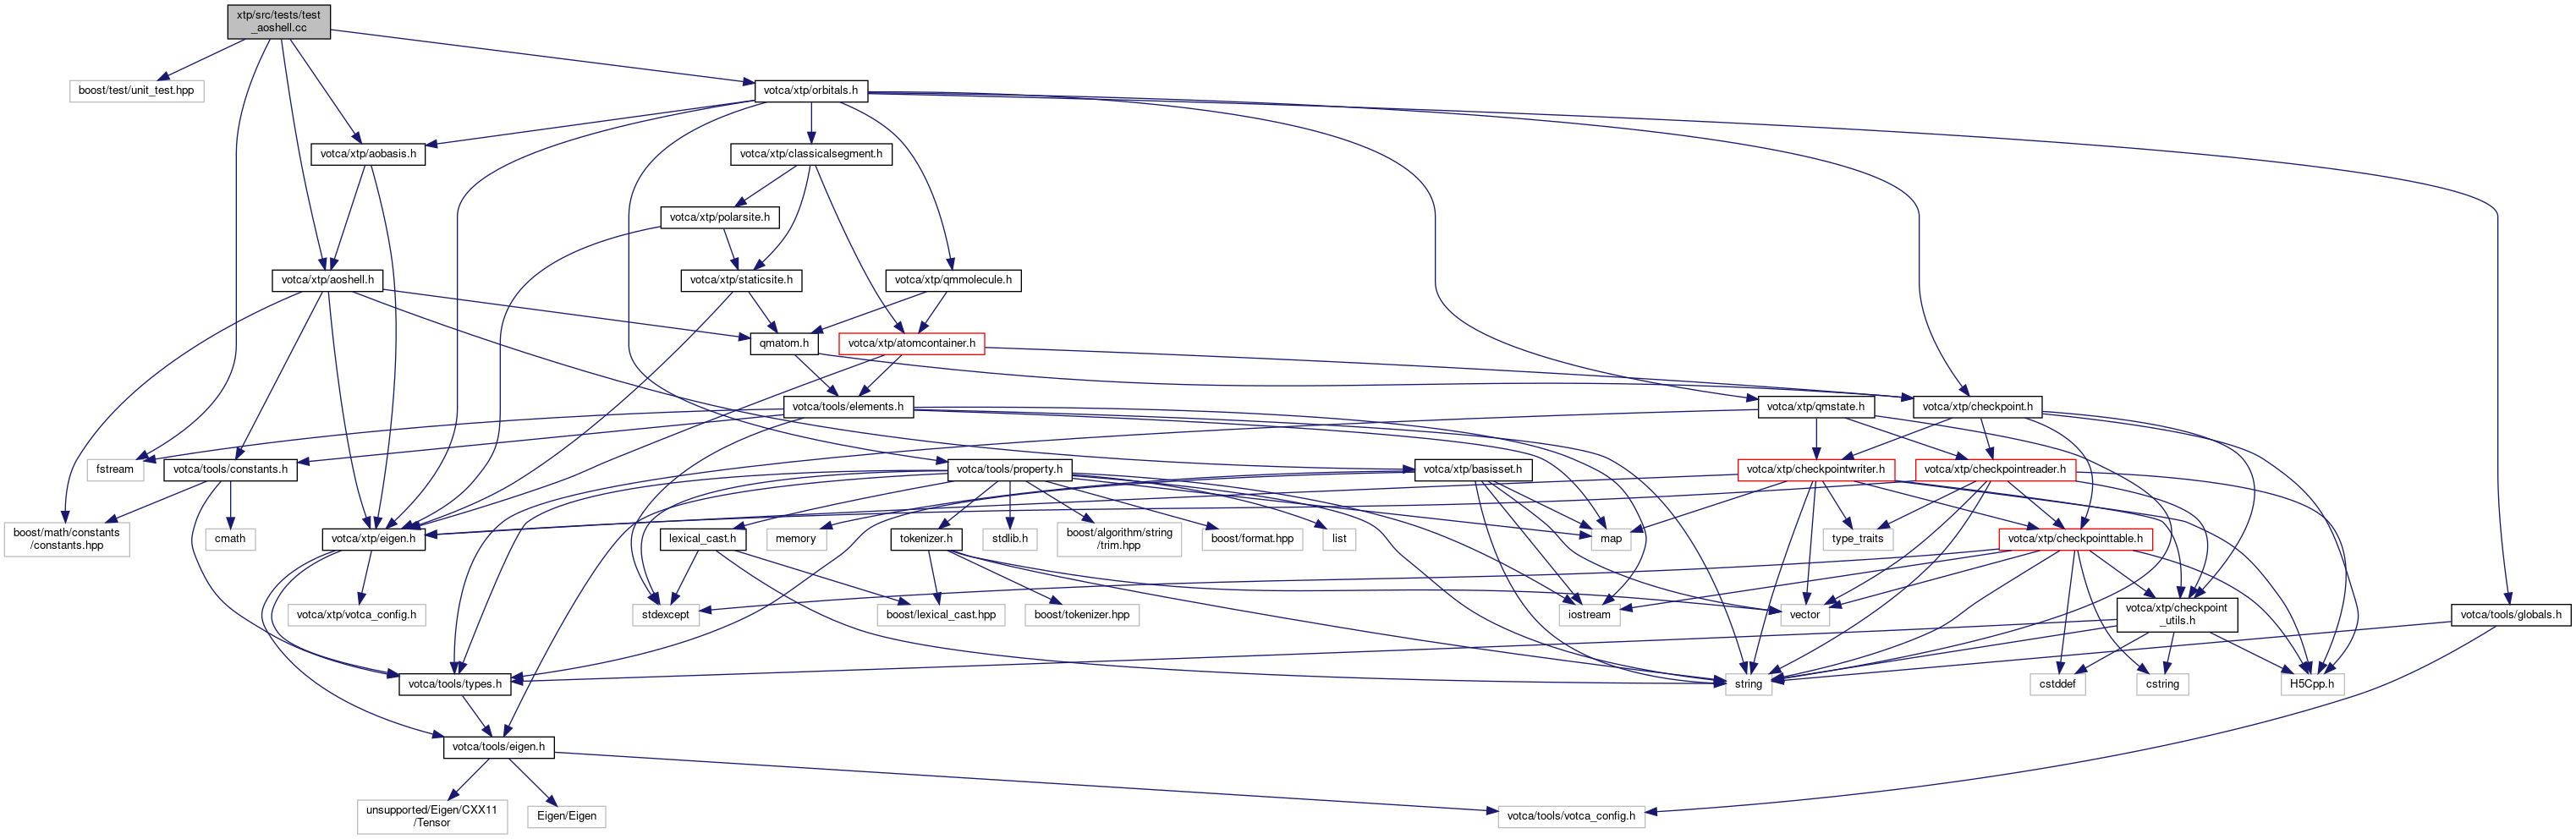 xtp/src/tests/test
_aoshell.cc
boost/test/unit_test.hpp
votca/xtp/orbitals.h
votca/xtp/aobasis.h
votca/xtp/classicalsegment.h
votca/xtp/polarsite.h
votca/xtp/aoshell.h
votca/xtp/staticsite.h
votca/xtp/qmmolecule.h
qmatom.h
votca/xtp/atomcontainer.h
votca/tools/elements.h
votca/xtp/qmstate.h
votca/xtp/checkpoint.h
fstream
votca/tools/constants.h
votca/tools/property.h
votca/xtp/basisset.h
votca/xtp/checkpointwriter.h
votca/xtp/checkpointreader.h
boost/math/constants
/constants.hpp
cmath
votca/xtp/eigen.h
lexical_cast.h
memory
tokenizer.h
stdlib.h
boost/algorithm/string
/trim.hpp
boost/format.hpp
list
map
type_traits
votca/xtp/checkpointtable.h
votca/xtp/votca_config.h
stdexcept
boost/lexical_cast.hpp
boost/tokenizer.hpp
iostream
vector
votca/xtp/checkpoint
_utils.h
votca/tools/globals.h
votca/tools/types.h
string
cstddef
cstring
H5Cpp.h
votca/tools/eigen.h
unsupported/Eigen/CXX11
/Tensor
Eigen/Eigen
votca/tools/votca_config.h